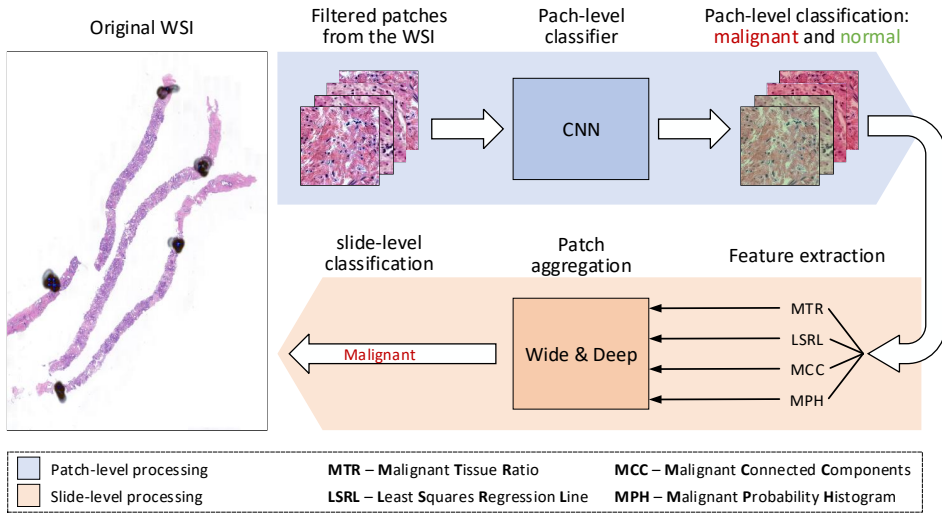 Original WSI
Filtered patches
from the WSI
Pach-level
classifier
Pach-level classification:
malignant and normal
CNN
slide-level
classification
Patch
aggregation
Feature extraction
Malignant
Wide & Deep
MTR
LSRL
MCC
MPH
Patch-level processing
MTR – Malignant Tissue Ratio
MCC – Malignant Connected Components
Slide-level processing
LSRL – Least Squares Regression Line
MPH – Malignant Probability Histogram